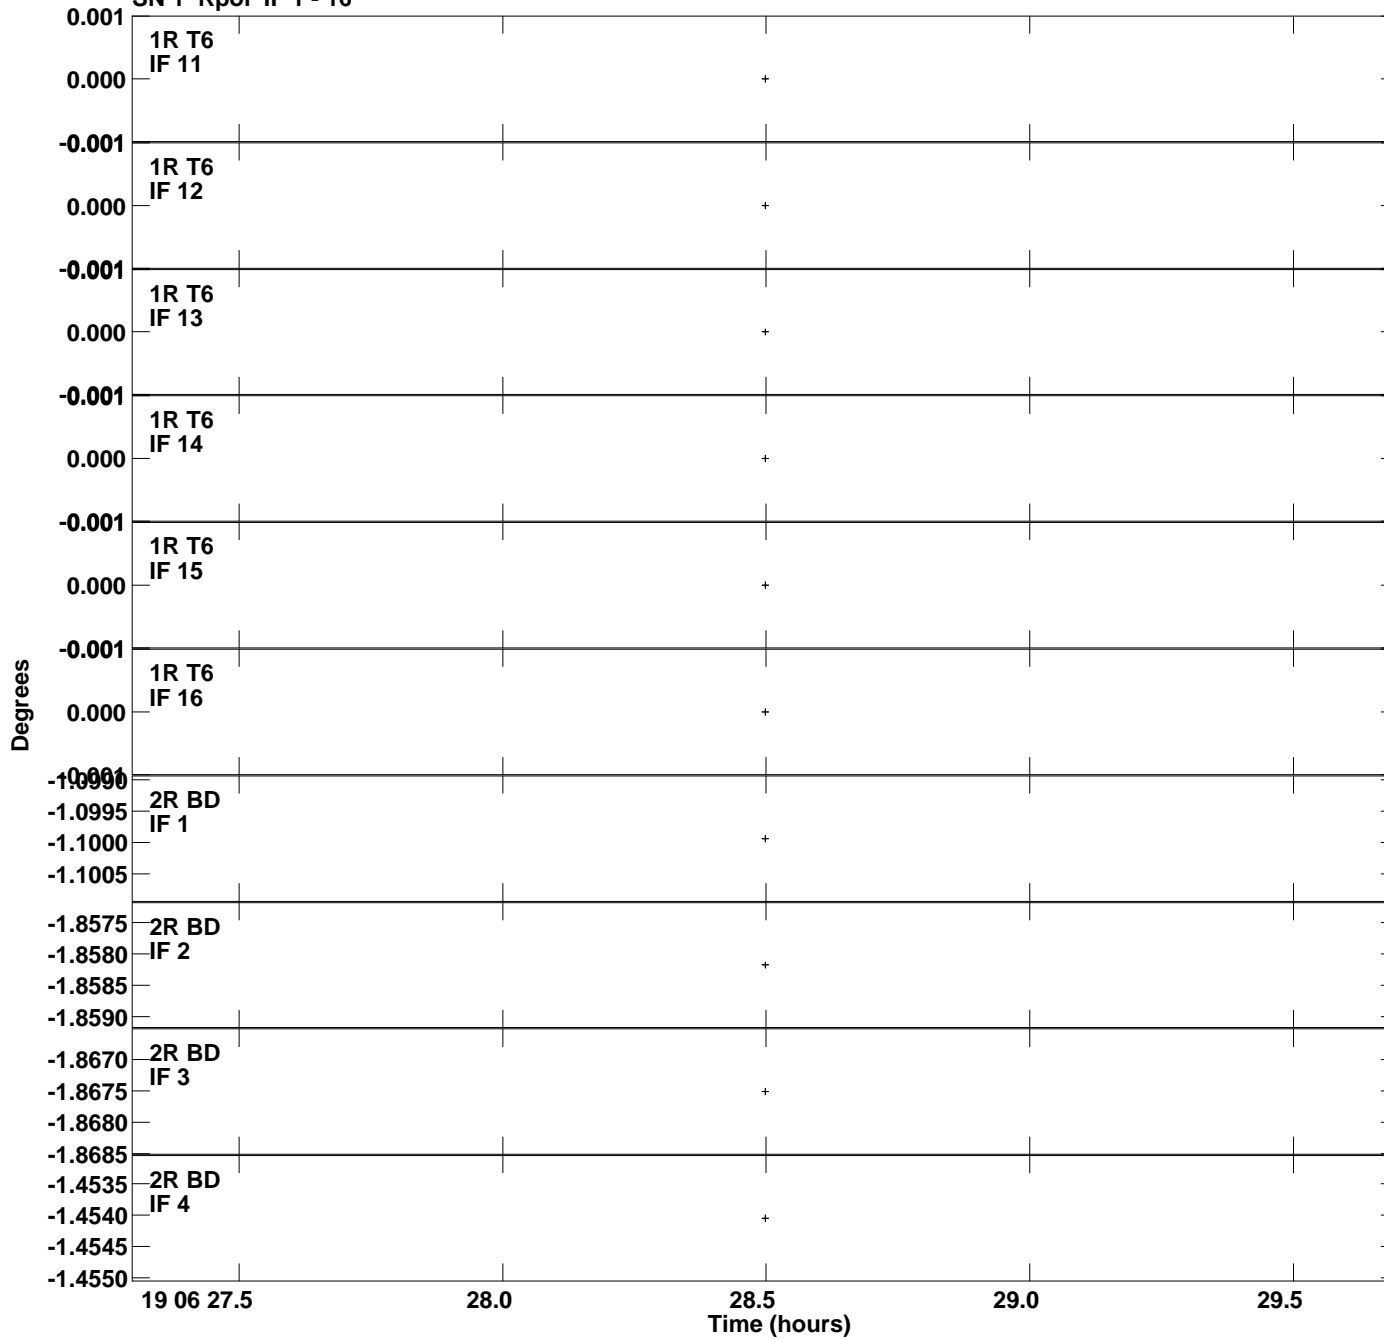 SN 1 Rpol IF 1 - 16
0.001
1R T6
IF 11
0.000
-0.001
1R T6
IF 12
0.000
-0.001
1R T6
IF 13
0.000
-0.001
1R T6
IF 14
0.000
-0.001
1R T6
IF 15
0.000
-0.001
1R T6
IF 16
0.000
-0.001
-1.0990
2R BD
IF 1
-1.0995
-1.1000
-1.1005
2R BD
IF 2
-1.8575
-1.8580
-1.8585
-1.8590
2R BD
IF 3
-1.8670
-1.8675
-1.8680
-1.8685
2R BD
IF 4
-1.4535
-1.4540
-1.4545
-1.4550
Degrees
19 06 27.5 28.0 28.5 29.0 29.5
Time (hours)